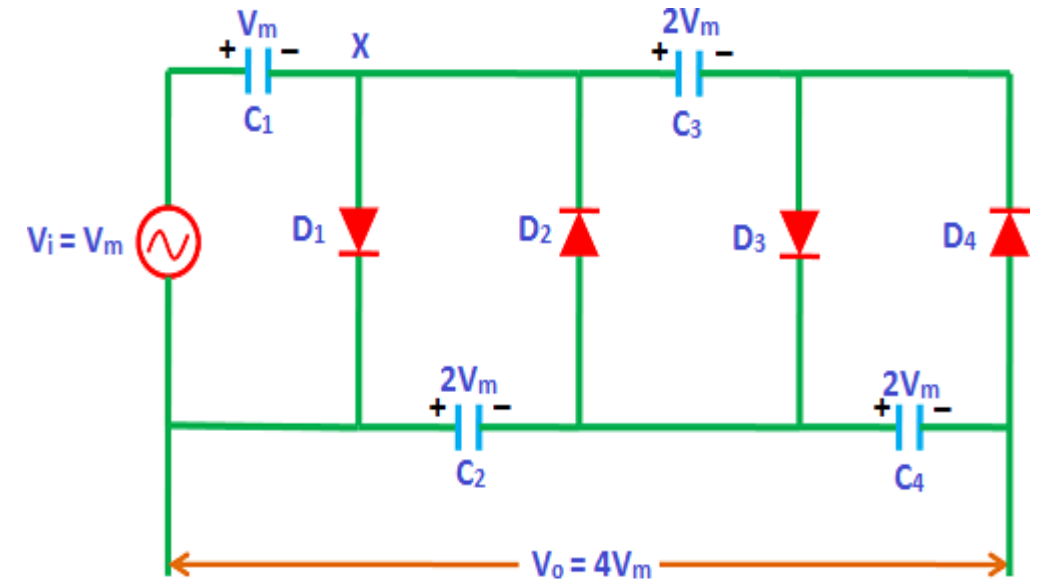 Vm
+ −
X
2Vm
+ −
C1
C3
Vi = Vm
D1
D2
D3
D4
2Vm
+ −
2Vm
+ −
C2
C4
Vo = 4Vm